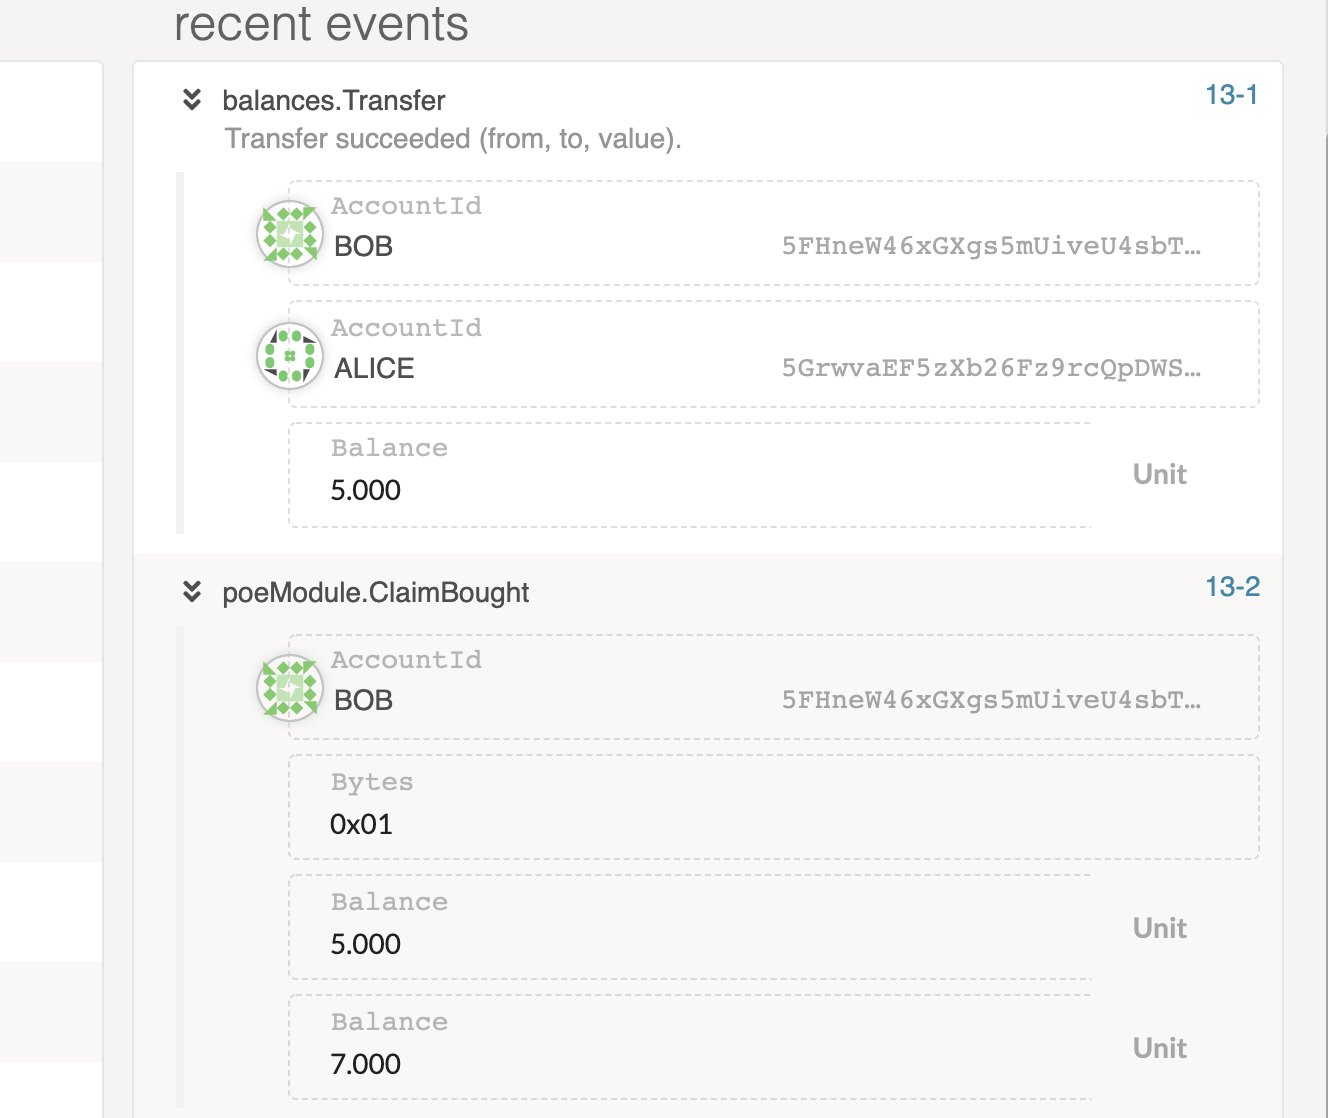 recent events
balances.Transfer 13-1
Transfer succeeded (from, to, value).
AccountId
BOB 5FHneW46xGXgs5mUiveU4sbT…
AccountId
ALICE 5GrwvaEF5zXb26Fz9rcQpDWS…
Balance
5.000 Unit
poeModule.ClaimBought 13-2
AccountId
BOB 5FHneW46xGXgs5mUiveU4sbT…
Bytes
0x01
Balance
5.000 Unit
Balance
7.000 Unit